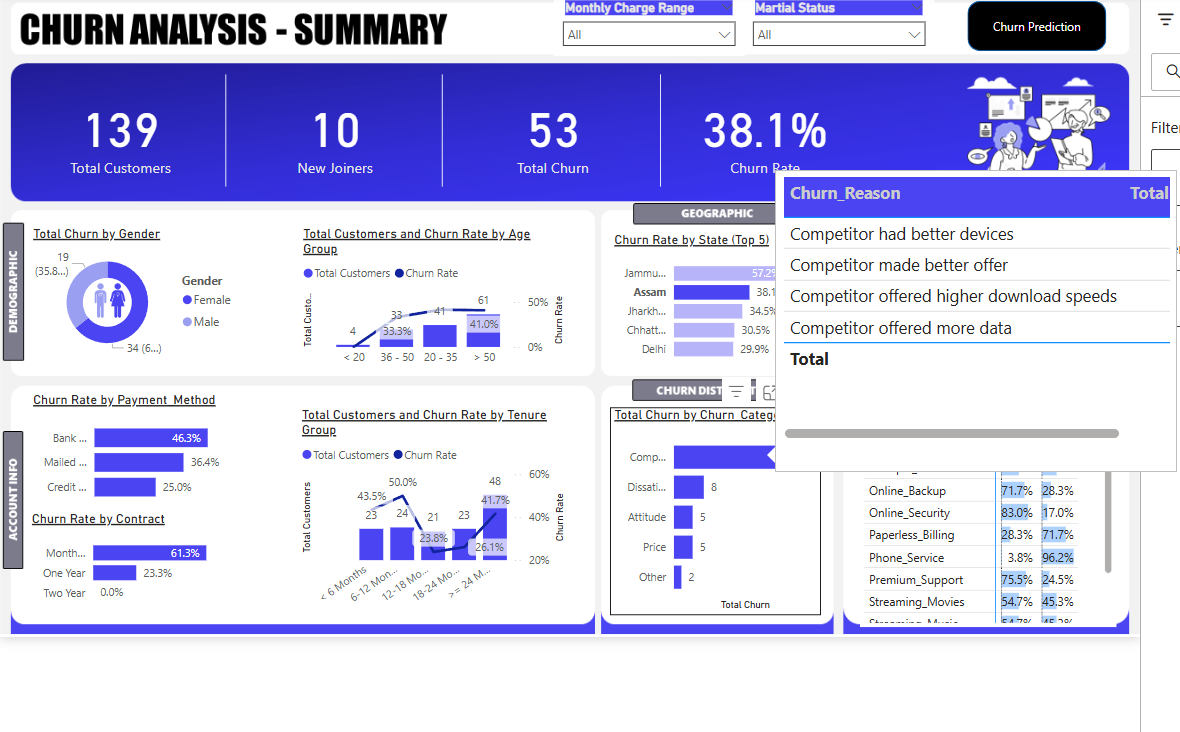 CHURN ANALYSIS - SUMMARY
Monthly Charge Range
All
Martial Status
All
Churn Prediction
139
Total Customers
10
New Joiners
53
Total Churn
38.1%
Churn Rate
Filter
DEMOGRAPHIC
Total Churn by Gender
19
(35.8...)
34 (6...)
Gender
Female
Male
Total Customers and Churn Rate by Age
Group
Total Customers Churn Rate
Total Custo...
4
33
33.3%
41
61
41.0%
50%
0%
Churn Rate
< 20
36 - 50
20 - 35
> 50
GEOGRAPHIC
Churn Rate by State (Top 5)
Jammu... 57.2%
Assam 38.1
Jharkh... 34.5%
Chhatt... 30.5%
Delhi 29.9%
Churn_Reason Total
Competitor had better devices
Competitor made better offer
Competitor offered higher download speeds
Competitor offered more data
Total
ACCOUNT INFO
Churn Rate by Payment_Method
Bank ... 46.3%
Mailed ... 36.4%
Credit ... 25.0%
Churn Rate by Contract
Month... 61.3%
One Year 23.3%
Two Year 0.0%
Total Customers and Churn Rate by Tenure
Group
Total Customers Churn Rate
Total Customers
43.5%
23
50.0%
24
21
23.8%
23
26.1%
48
41.7%
60%
40%
20%
Churn Rate
< 6 Months
6-12 Mon...
12-18 Mo...
18-24 Mo...
>= 24 M...
CHURN DIST
Total Churn by Churn_Catego
Comp...
Dissati... 8
Attitude 5
Price 5
Other 2
Total Churn
Online_Backup 71.7% 28.3%
Online_Security 83.0% 17.0%
Paperless_Billing 28.3% 71.7%
Phone_Service 3.8% 96.2%
Premium_Support 75.5% 24.5%
Streaming_Movies 54.7% 45.3%
Streaming_Music 54.7% 45.3%